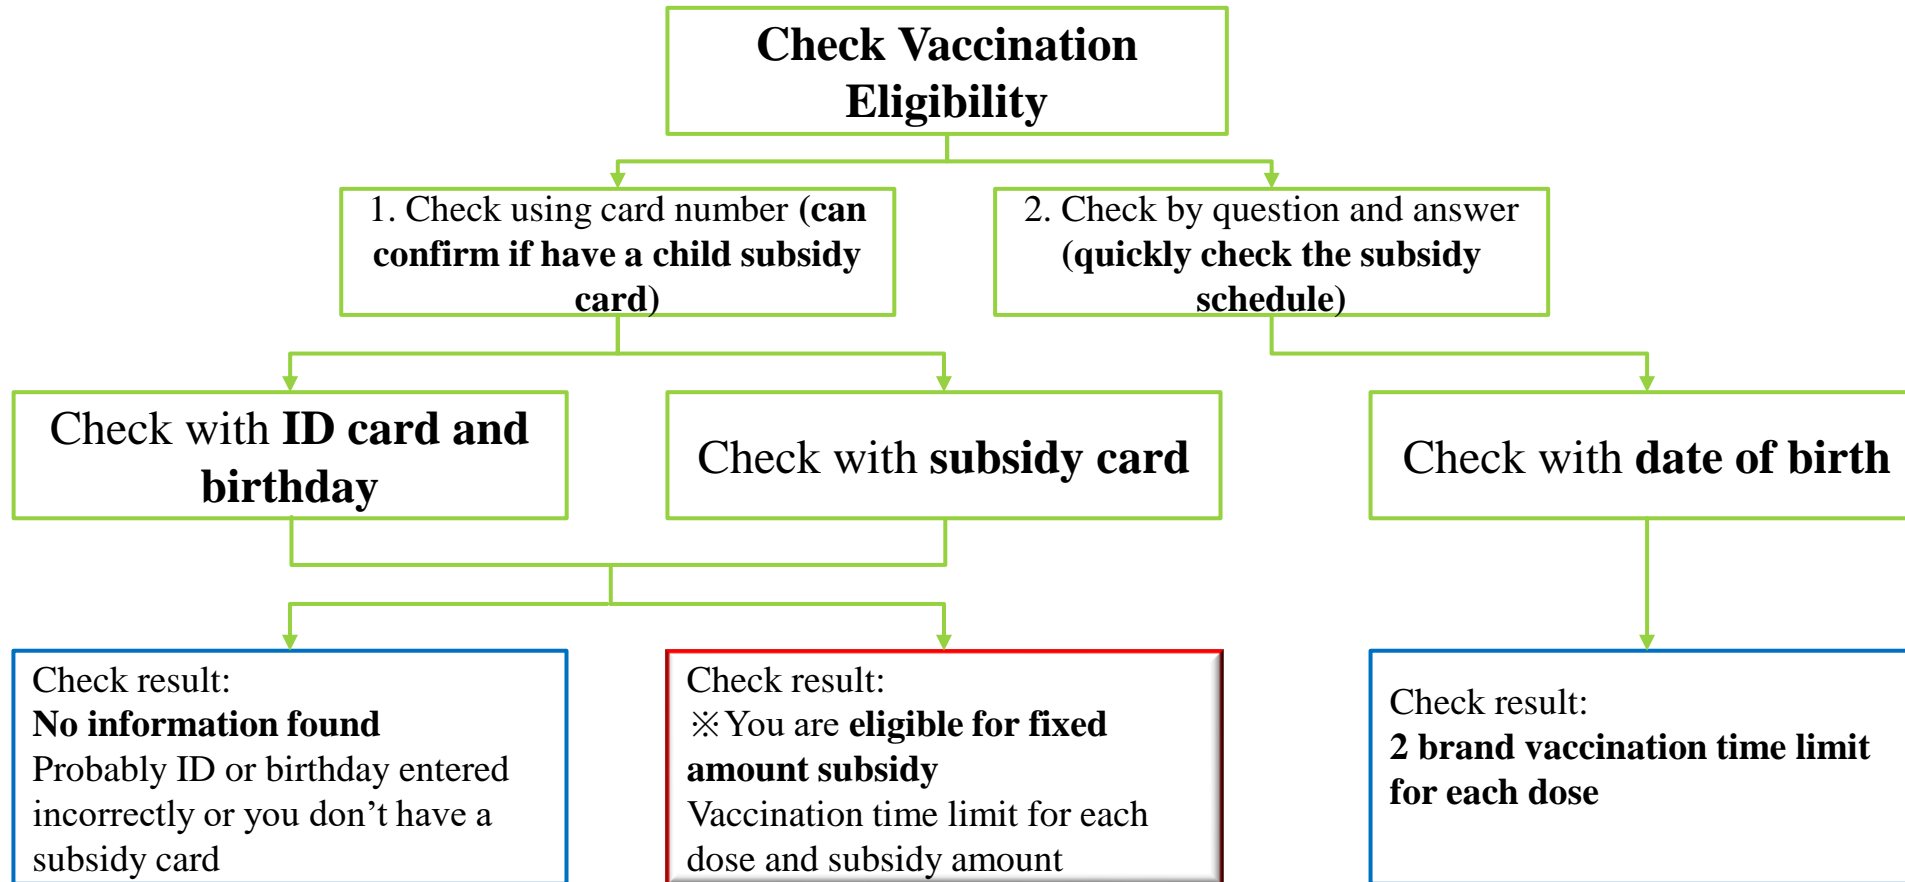 Check Vaccination
Eligibility
1. Check using card number (can
confirm if have a child subsidy
card)
2. Check by question and answer
(quickly check the subsidy
schedule)
Check with ID card and
birthday
Check with subsidy card
Check with date of birth
Check result:
No information found
Probably ID or birthday entered
incorrectly or you don’t have a
subsidy card
Check result:
※You are eligible for fixed
amount subsidy
Vaccination time limit for each
dose and subsidy amount
Check result:
2 brand vaccination time limit
for each dose